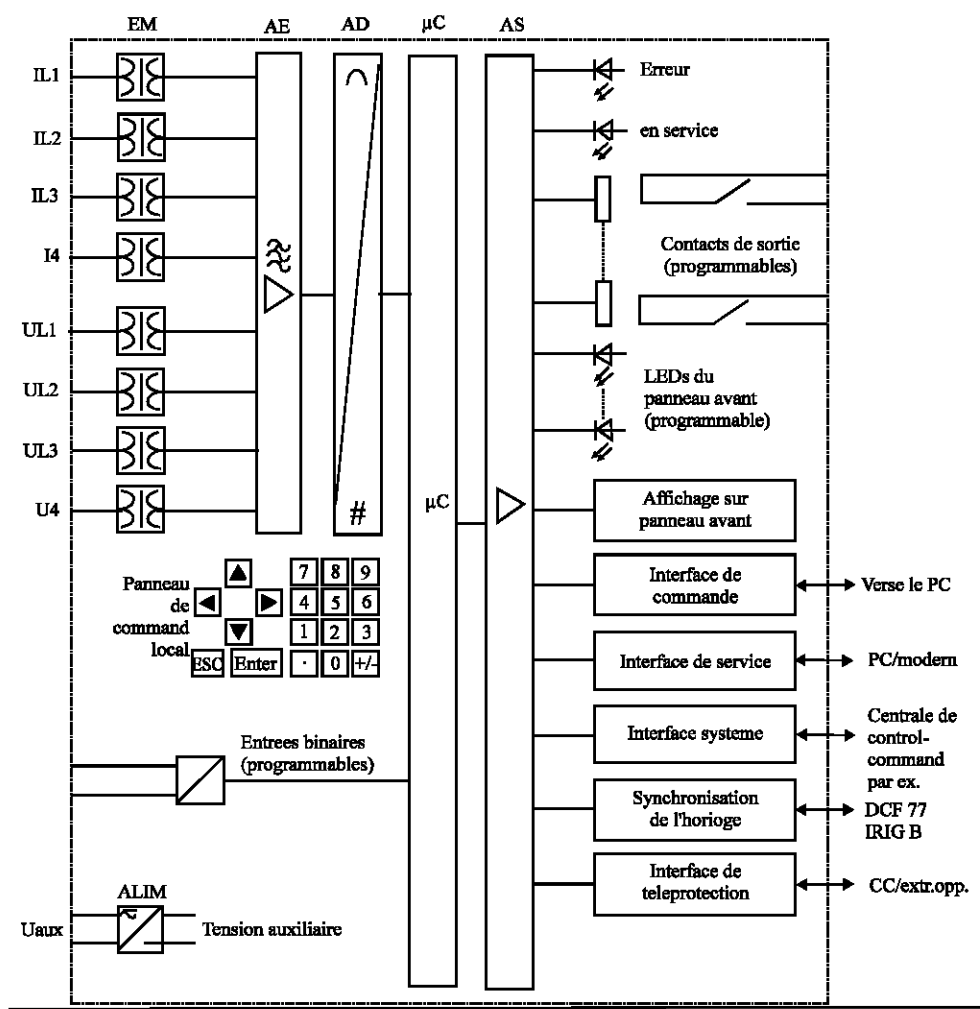 EM AE AD µC AS
IL1
IL2
IL3
I4
UL1
UL2
UL3
U4
#
µC
Erreur
en service
Contacts de sortie
(programmables)
LEDs du
panneau avant
(programmable)
Affichage sur
panneau avant
Interface de
commande
Verse le PC
Interface de service
PC/modern
Interface systeme
Centrale de
control-
command
par ex.
Synchronisation
de l'horioge
DCF 77
IRIG B
Interface de
teleprotection
CC/extr.opp.
Panneau
de
command
local
7 8 9
4 5 6
1 2 3
ESC Enter · 0 +/-
Entrees binaires
(programmables)
ALIM
Uaux
Tension auxiliaire